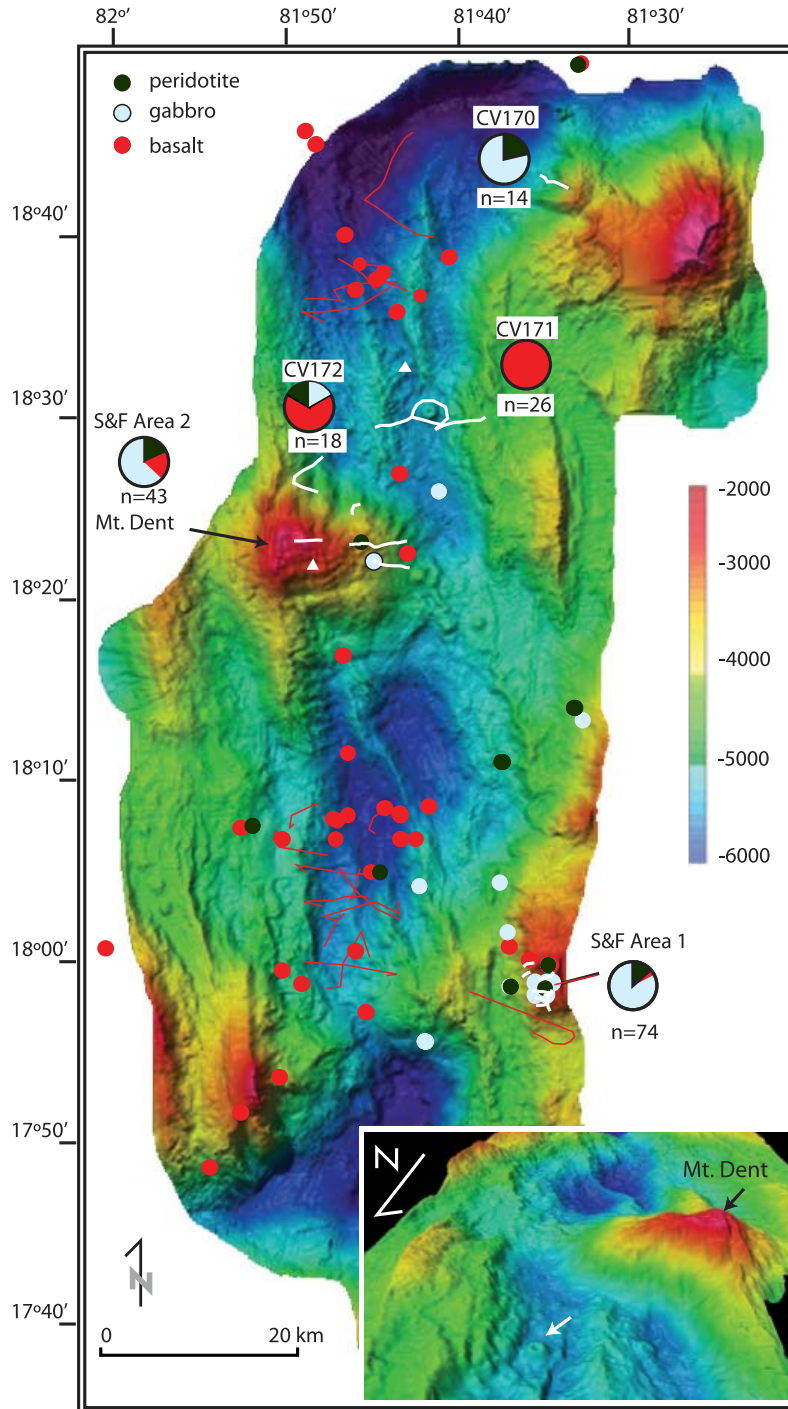 82° 81°50′ 81°40′ 81°30′
peridotite
gabbro
basalt
CV170
n=14
18°40′
CV171
n=26
CV172
n=18
18°30′
S&F Area 2
n=43
Mt. Dent
-2000
-3000
-4000
-5000
-6000
18°20′
18°10′
18°00′
S&F Area 1
n=74
17°50′
N
Mt. Dent
N
17°40′
0 20 km